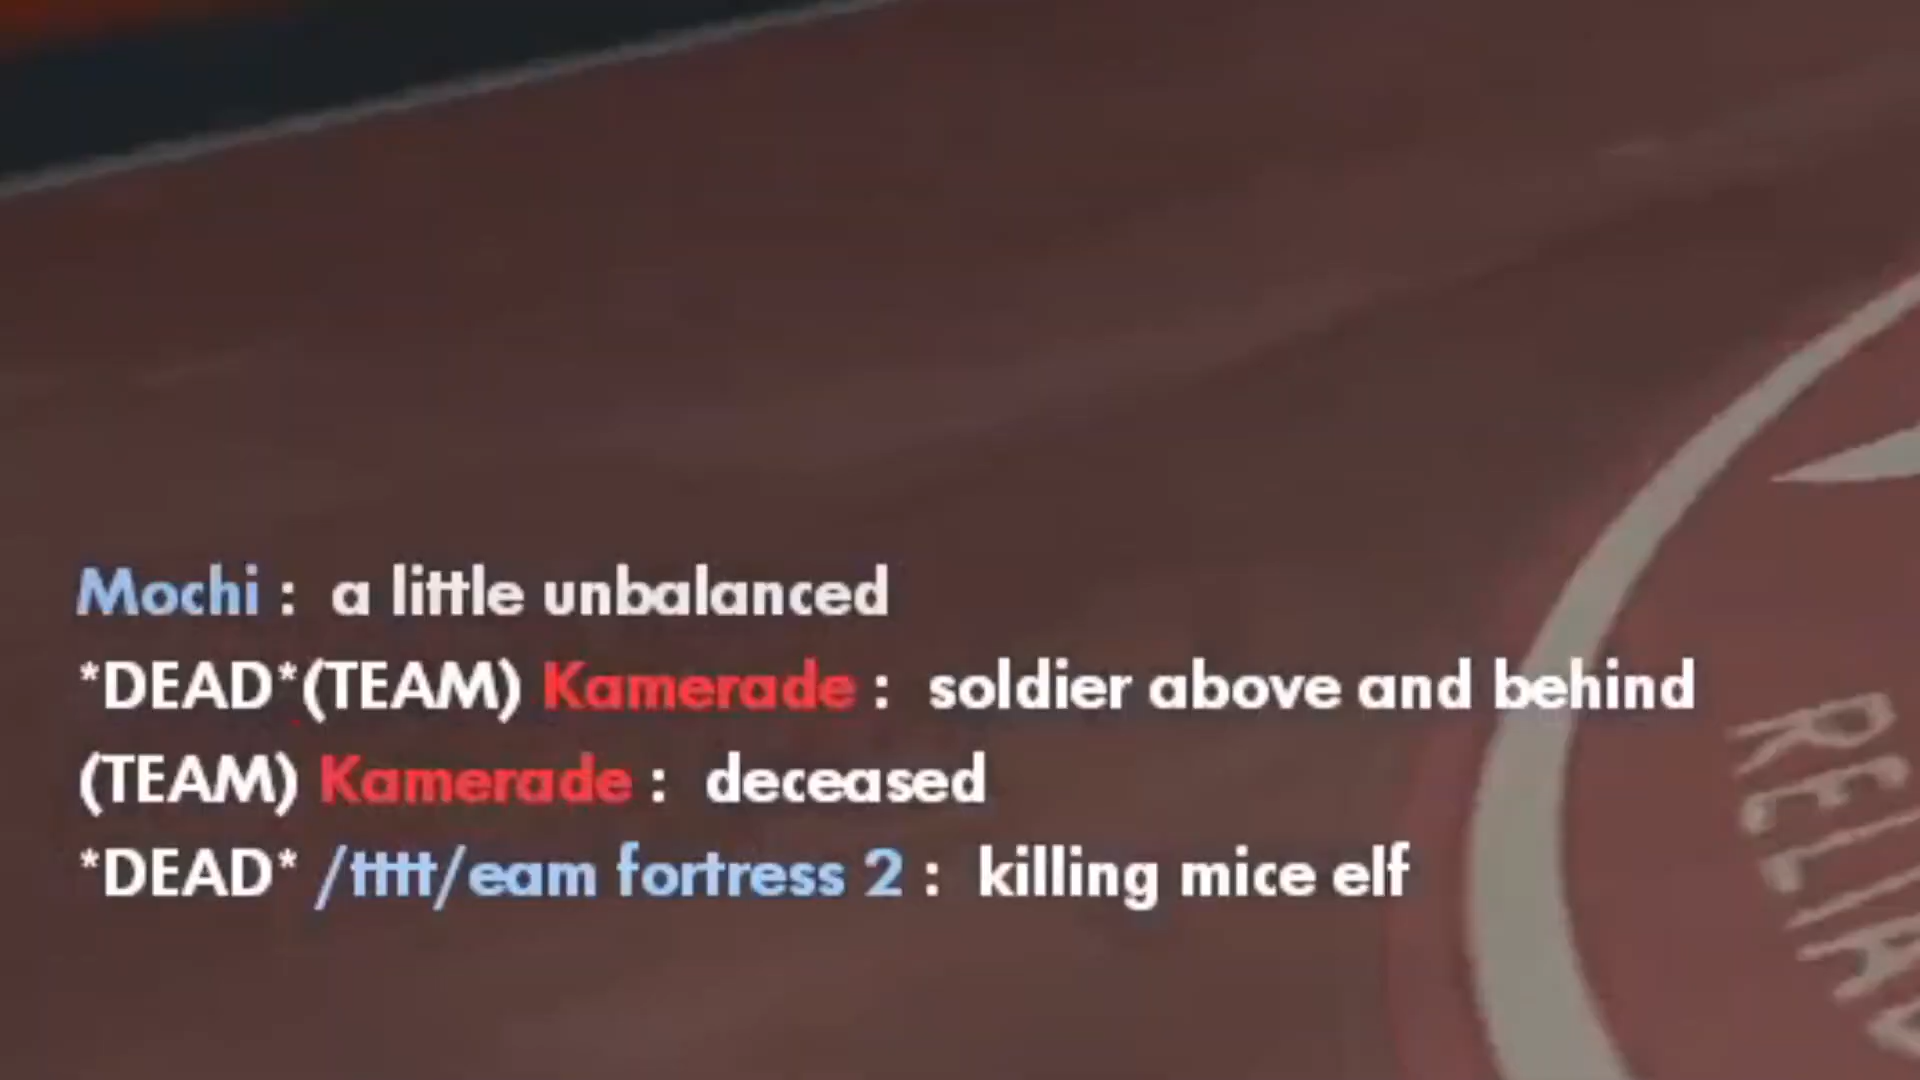 Mochi :  a little unbalanced
*DEAD*(TEAM) Kamerade :  soldier above and behind
(TEAM) Kamerade :  deceased
*DEAD* /tttt/eam fortress 2 :  killing mice elf